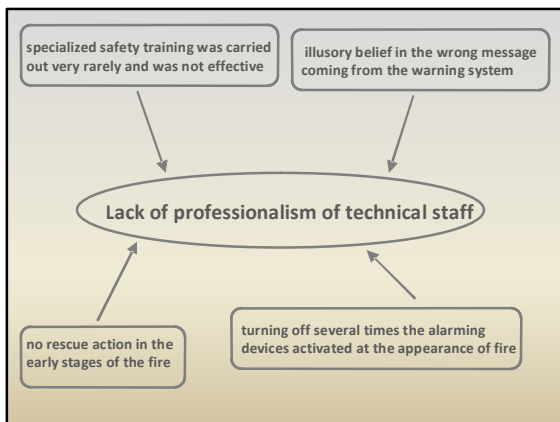 specialized safety training was carried
out very rarely and was not effective
illusory belief in the wrong message
coming from the warning system
Lack of professionalism of technical staff
no rescue action in the
early stages of the fire
turning off several times the alarming
devices activated at the appearance of fire